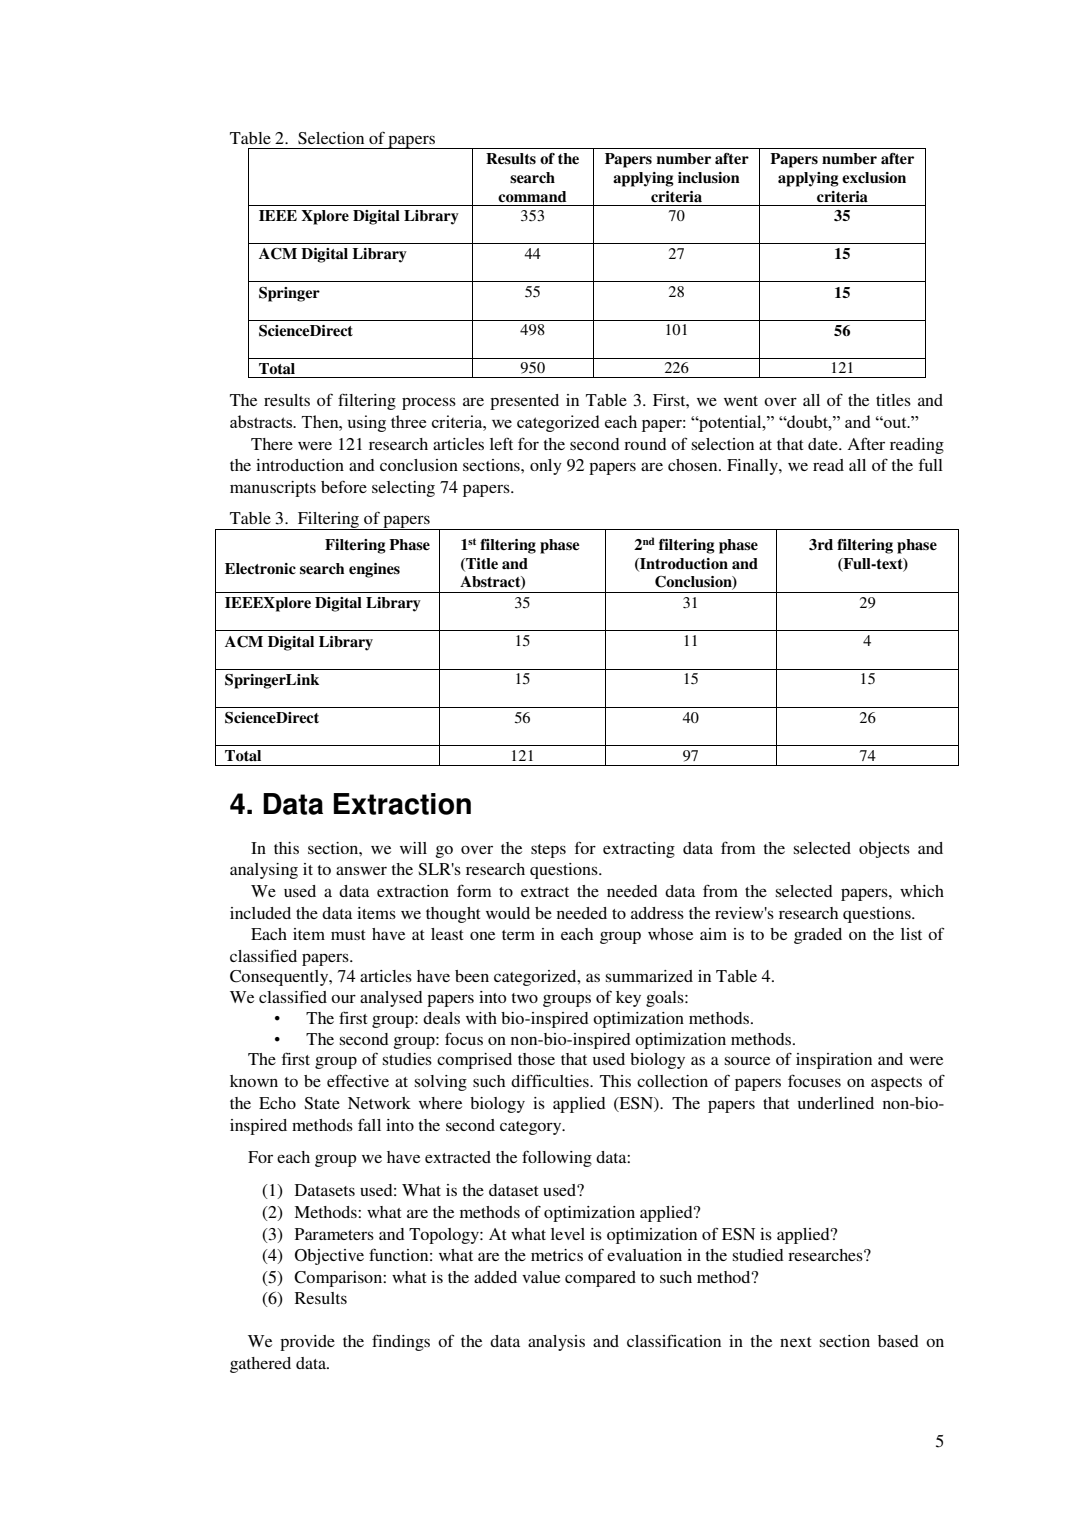 Table 2.  Selection of papers
Results of the search command Papers number after applying inclusion criteria Papers number after applying exclusion criteria
IEEE Xplore Digital Library 353 70 35
ACM Digital Library 44 27 15
Springer 55 28 15
ScienceDirect 498 101 56
Total 950 226 121
The results of filtering process are presented in Table 3. First, we went over all of the titles and
abstracts. Then, using three criteria, we categorized each paper: “potential,” “doubt,” and “out.”
There were 121 research articles left for the second round of selection at that date. After reading
the introduction and conclusion sections, only 92 papers are chosen. Finally, we read all of the full
manuscripts before selecting 74 papers.
Table 3.  Filtering of papers
Filtering Phase Electronic search engines 1st filtering phase (Title and Abstract) 2nd filtering phase (Introduction and Conclusion) 3rd filtering phase (Full-text)
IEEEXplore Digital Library 35 31 29
ACM Digital Library 15 11 4
SpringerLink 15 15 15
ScienceDirect 56 40 26
Total 121 97 74
4. Data Extraction
In this section, we will go over the steps for extracting data from the selected objects and
analysing it to answer the SLR's research questions.
We used a data extraction form to extract the needed data from the selected papers, which
included the data items we thought would be needed to address the review's research questions.
Each item must have at least one term in each group whose aim is to be graded on the list of
classified papers.
Consequently, 74 articles have been categorized, as summarized in Table 4.
We classified our analysed papers into two groups of key goals:
• The first group: deals with bio-inspired optimization methods.
• The second group: focus on non-bio-inspired optimization methods.
The first group of studies comprised those that used biology as a source of inspiration and were
known to be effective at solving such difficulties. This collection of papers focuses on aspects of
the Echo State Network where biology is applied (ESN). The papers that underlined non-bio-
inspired methods fall into the second category.
For each group we have extracted the following data:
(1) Datasets used: What is the dataset used?
(2) Methods: what are the methods of optimization applied?
(3) Parameters and Topology: At what level is optimization of ESN is applied?
(4) Objective function: what are the metrics of evaluation in the studied researches?
(5) Comparison: what is the added value compared to such method?
(6) Results
We provide the findings of the data analysis and classification in the next section based on
gathered data.
5